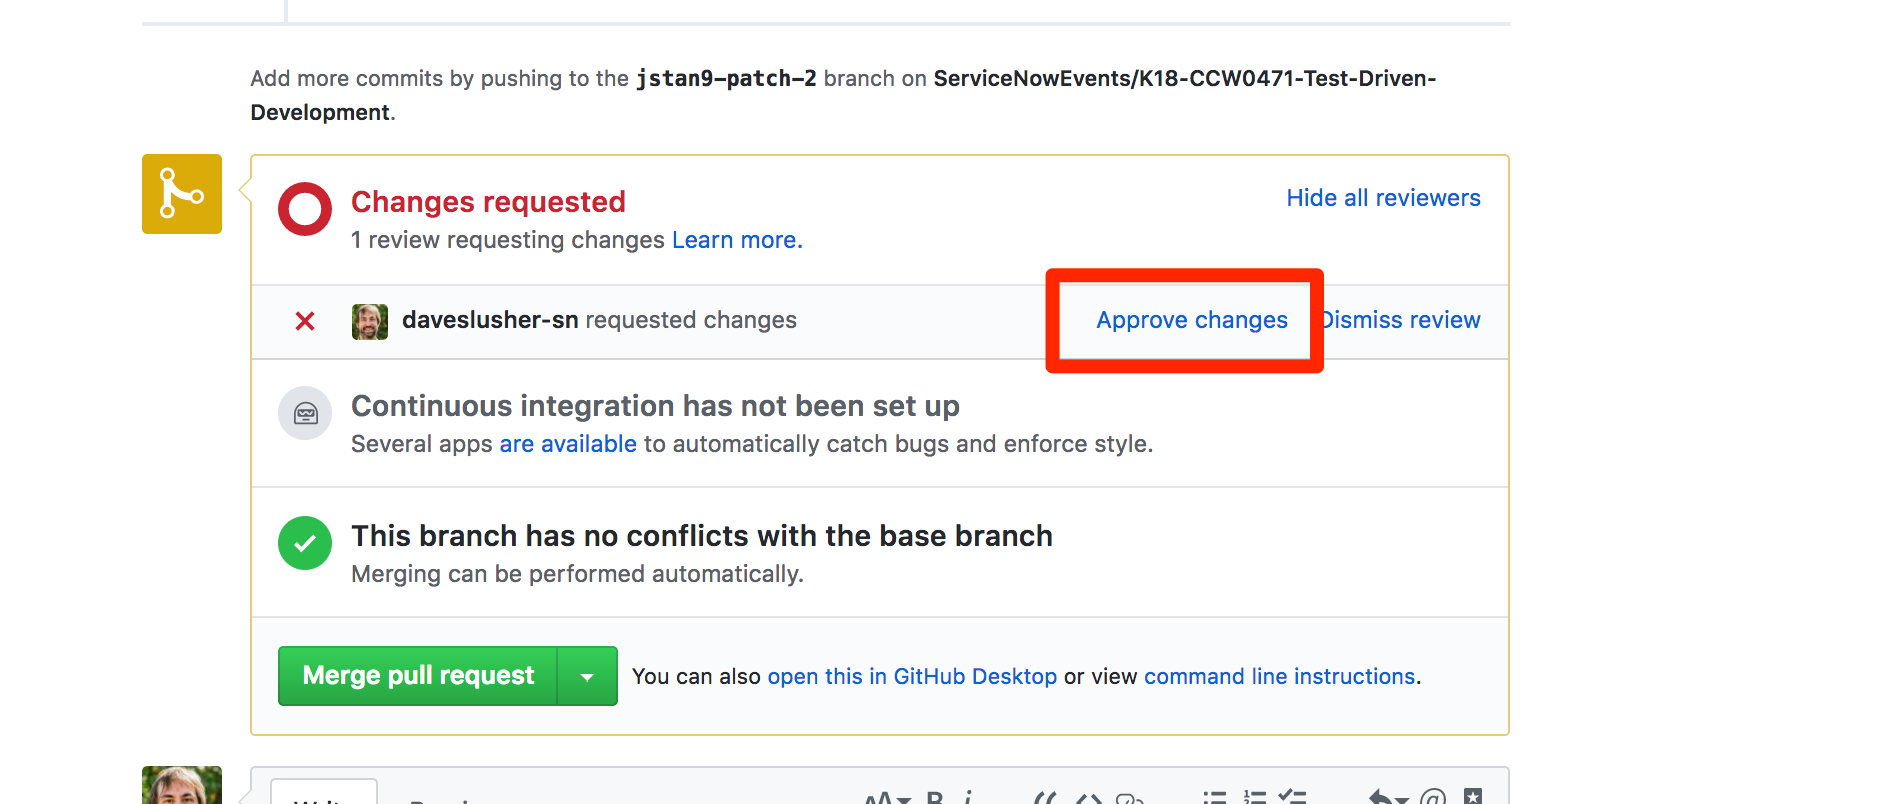 Add more commits by pushing to the jstan9-patch-2 branch on ServiceNowEvents/K18-CCW0471-Test-Driven-
Development.
Changes requested
Hide all reviewers
1 review requesting changes Learn more.
daveslusher-sn requested changes
Approve changes
Dismiss review
Continuous integration has not been set up
Several apps are available to automatically catch bugs and enforce style.
This branch has no conflicts with the base branch
Merging can be performed automatically.
Merge pull request
You can also open this in GitHub Desktop or view command line instructions.